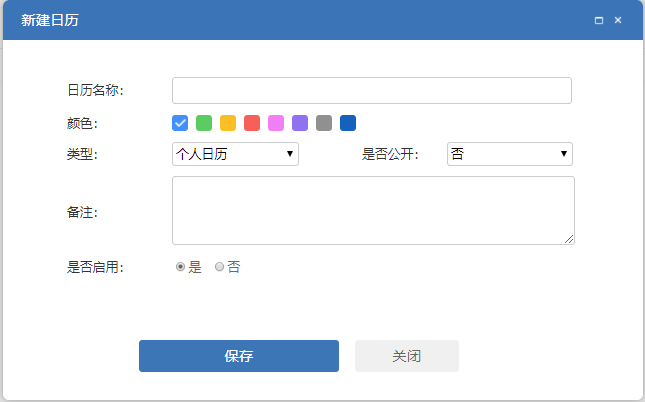 新建日历
日历名称：
颜色：
类型： 个人日历 是否公开： 否
备注：
是否启用： 是 否
保存 关闭